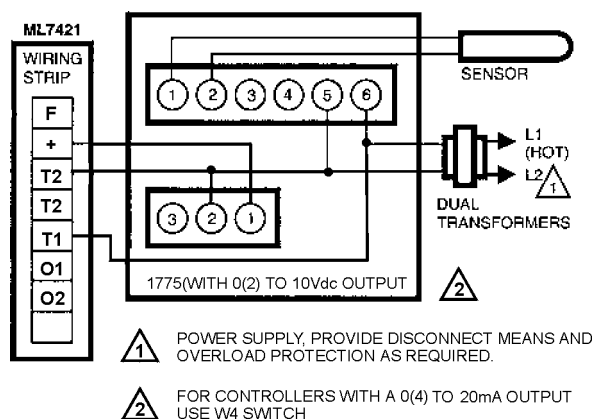 ML7421
WIRING
STRIP
F
+
T2
T2
T1
O1
O2
1 2 3 4 5 6
3 2 1
SENSOR
L1
(HOT)
L2
1
DUAL
TRANSFORMERS
1775(WITH 0(2) TO 10Vdc OUTPUT
2
1 POWER SUPPLY, PROVIDE DISCONNECT MEANS AND
OVERLOAD PROTECTION AS REQUIRED.
2 FOR CONTROLLERS WITH A 0(4) TO 20mA OUTPUT
USE W4 SWITCH